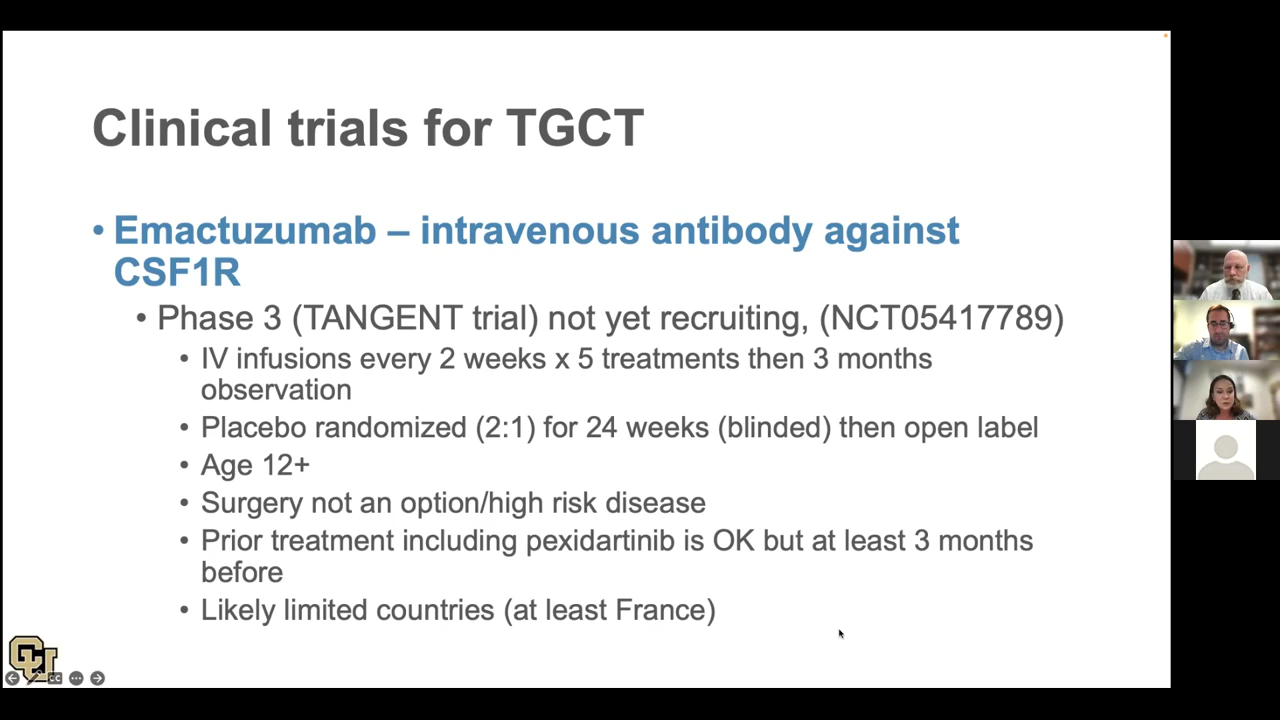 Clinical trials for TGCT
• Emactuzumab – intravenous antibody against
CSF1R
• Phase 3 (TANGENT trial) not yet recruiting, (NCT05417789)
• IV infusions every 2 weeks x 5 treatments then 3 months
observation
• Placebo randomized (2:1) for 24 weeks (blinded) then open label
• Age 12+
• Surgery not an option/high risk disease
• Prior treatment including pexidartinib is OK but at least 3 months
before
• Likely limited countries (at least France)
CU
CC